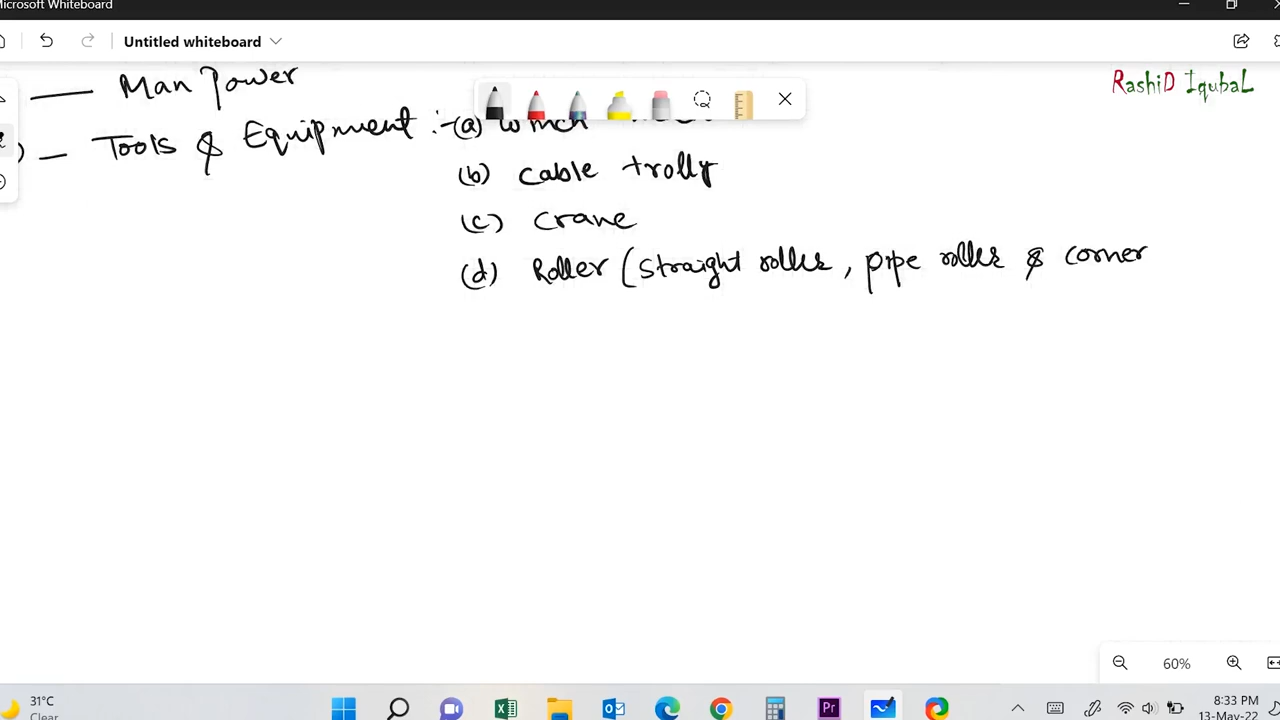 Microsoft Whiteboard
Untitled whiteboard
RashiD IqubaL
Man Power
Tools & Equipment :- (a)
(b) Cable trolly
(c) Crane
(d) Roller (Straight roller, pipe roller & corner
60%
31°C
Clear
8:33 PM
13-May-22